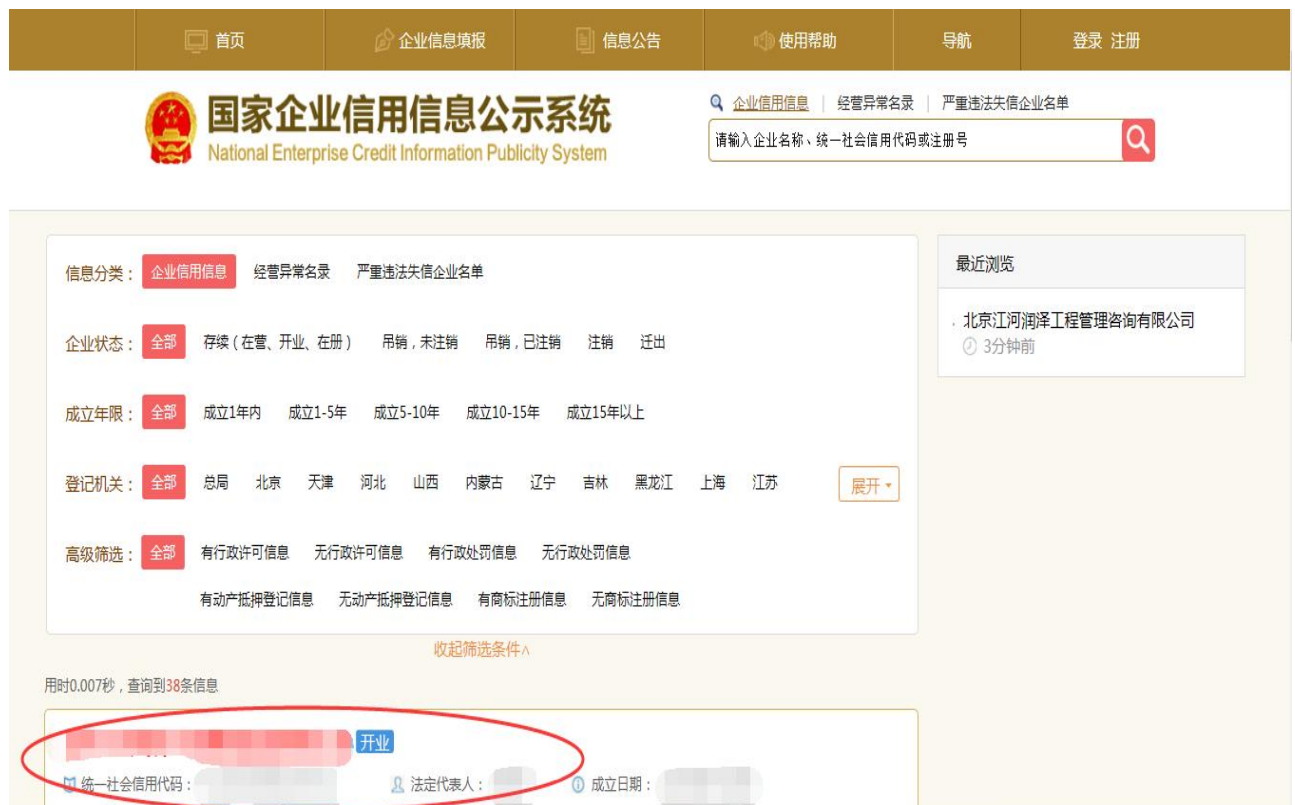 首页 企业信息填报 信息公告 使用帮助 导航 登录 注册
国家企业信用信息公示系统
National Enterprise Credit Information Publicity System
企业信用信息 | 经营异常名录 | 严重违法失信企业名单
请输入企业名称、统一社会信用代码或注册号
信息分类： 企业信用信息 经营异常名录 严重违法失信企业名单
企业状态： 全部 存续（在营、开业、在册） 吊销，未注销 吊销，已注销 注销 迁出
成立年限： 全部 成立1年内 成立1-5年 成立5-10年 成立10-15年 成立15年以上
登记机关： 全部 总局 北京 天津 河北 山西 内蒙古 辽宁 吉林 黑龙江 上海 江苏 展开
高级筛选： 全部 有行政许可信息 无行政许可信息 有行政处罚信息 无行政处罚信息
有动产抵押登记信息 无动产抵押登记信息 有商标注册信息 无商标注册信息
收起筛选条件
最近浏览
北京江河润泽工程管理咨询有限公司
3分钟前
用时0.007秒，查询到38条信息
开业
统一社会信用代码： 法定代表人： 成立日期：